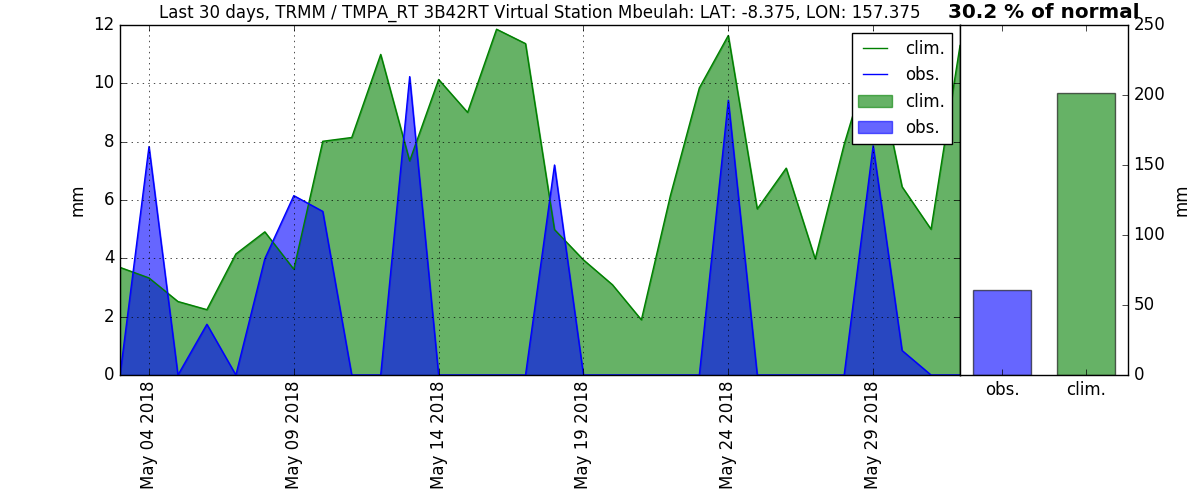 Last 30 days, TRMM / TMPA_RT 3B42RT Virtual Station Mbeulah: LAT: -8.375, LON: 157.375
30.2 % of normal
12
10
8
6
4
2
0
mm
clim.
obs.
clim.
obs.
May 04 2018
May 09 2018
May 14 2018
May 19 2018
May 24 2018
May 29 2018
250
200
150
100
50
0
mm
obs.
clim.